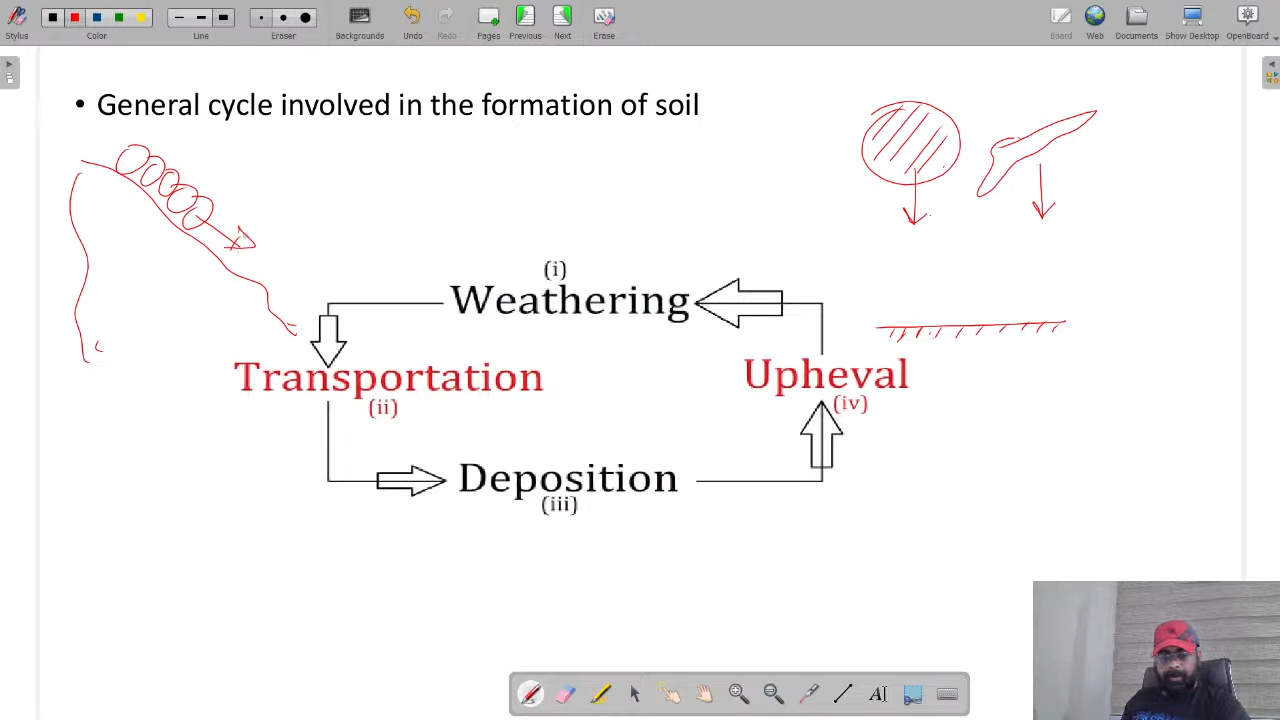 Stylus
Color
Line
Eraser
Backgrounds
Undo
Redo
Pages
Previous
Next
Erase
Board
Web
Documents
Show Desktop
OpenBoard
• General cycle involved in the formation of soil
(i)
Weathering
Transportation
(ii)
Upheval
(iv)
Deposition
(iii)
AI